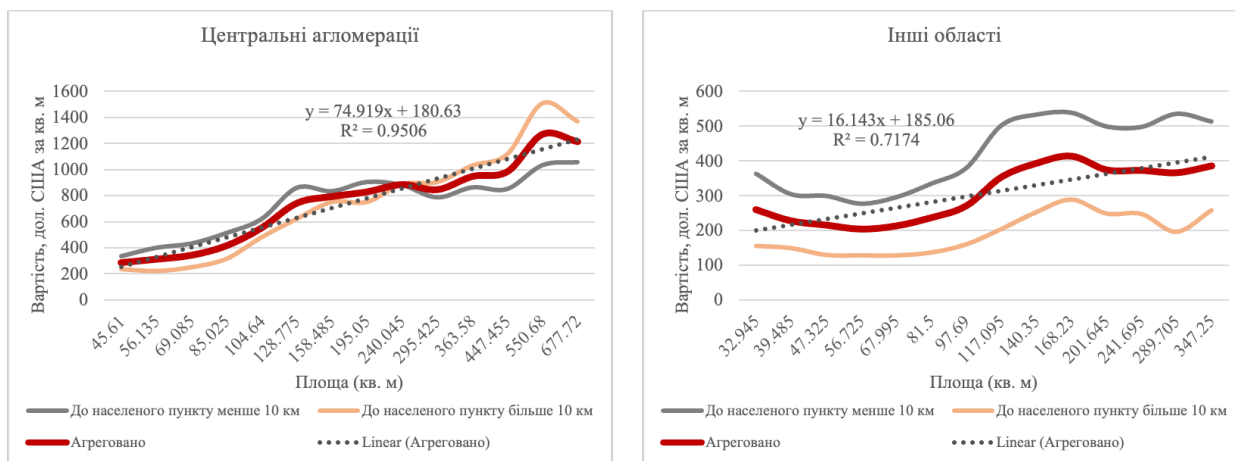 Центральні агломерації
Вартість, дол. США за кв. м
1600
1400
1200
1000
800
600
400
200
0
y = 74.919x + 180.63
R² = 0.9506
45.61
56.135
69.085
85.025
104.64
128.775
158.485
195.05
240.045
295.425
363.58
447.455
550.68
677.72
Площа (кв. м)
До населеного пункту менше 10 км
До населеного пункту більше 10 км
Агреговано
Linear (Агреговано)
Інші області
Вартість, дол. США за кв. м
600
500
400
300
200
100
0
y = 16.143x + 185.06
R² = 0.7174
32.945
39.485
47.325
56.725
67.995
81.5
97.69
117.095
140.35
168.23
201.645
241.695
289.705
347.25
Площа (кв. м)
До населеного пункту менше 10 км
До населеного пункту більше 10 км
Агреговано
Linear (Агреговано)